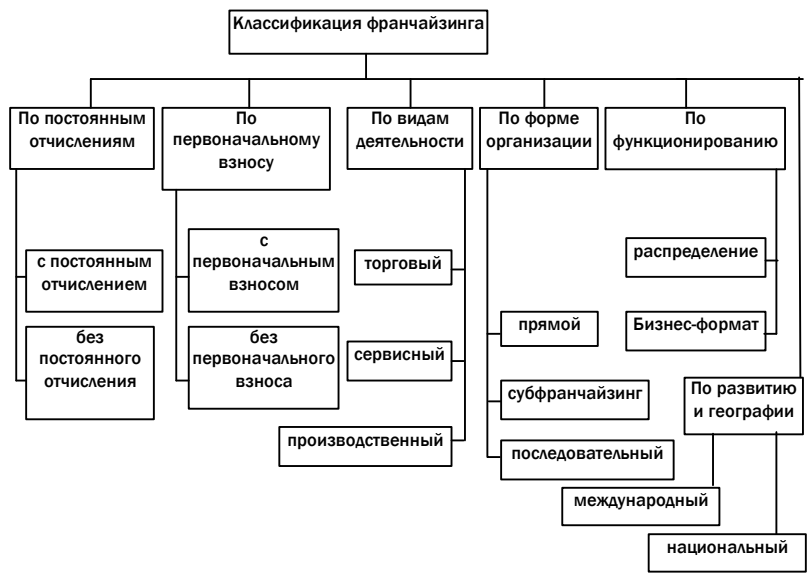 Классификация франчайзинга
По постоянным
отчислениям
По
первоначальному
взносу
По видам
деятельности
По форме
организации
По
функционированию
с постоянным
отчислением
без
постоянного
отчисления
с
первоначальным
взносом
без
первоначального
взноса
торговый
сервисный
производственный
прямой
субфранчайзинг
последовательный
распределение
Бизнес-формат
По развитию
и географии
международный
национальный